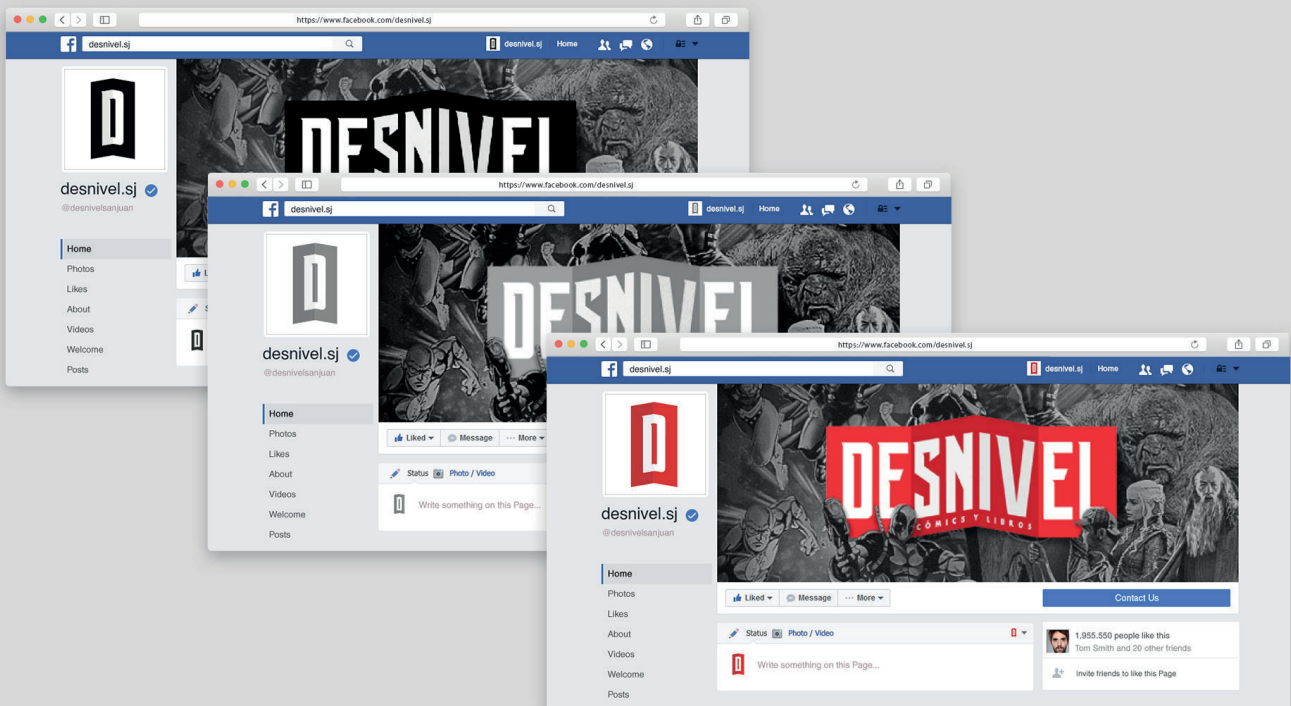 https://www.facebook.com/desnivel.sj
desnivel.sj
desnivel.sj Home
D
DESNIVEL
desnivel.sj
@desnivelsanjuan
Home
Photos
Likes
About
Videos
Welcome
Posts
https://www.facebook.com/desnivel.sj
desnivel.sj
desnivel.sj Home
D
DESNIVEL
desnivel.sj
@desnivelsanjuan
Home
Photos
Likes
About
Videos
Welcome
Posts
Liked Message More
Status Photo / Video
Write something on this Page...
https://www.facebook.com/desnivel.sj
desnivel.sj
desnivel.sj Home
D
DESNIVEL
CÓMICS Y LIBROS
desnivel.sj
@desnivelsanjuan
Home
Photos
Likes
About
Videos
Welcome
Posts
Liked Message More
Contact Us
Status Photo / Video
Write something on this Page...
1,955.550 people like this
Tom Smith and 20 other friends
Invite friends to like this Page